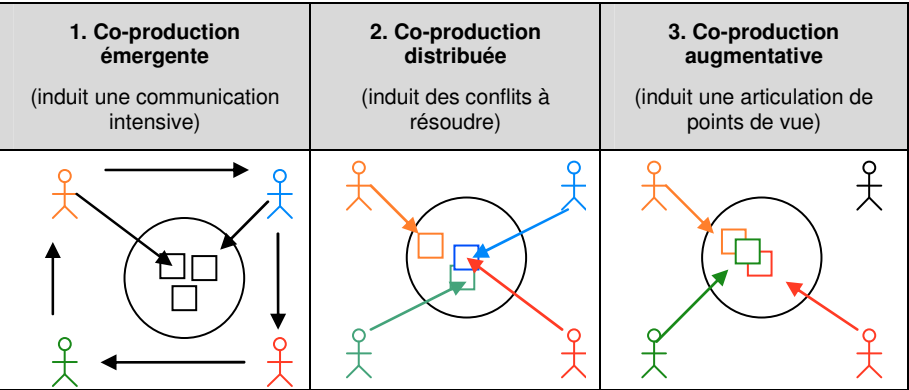 1. Co-production
émergente
(induit une communication
intensive)
2. Co-production
distribuée
(induit des conflits à
résoudre)
3. Co-production
augmentative
(induit une articulation de
points de vue)